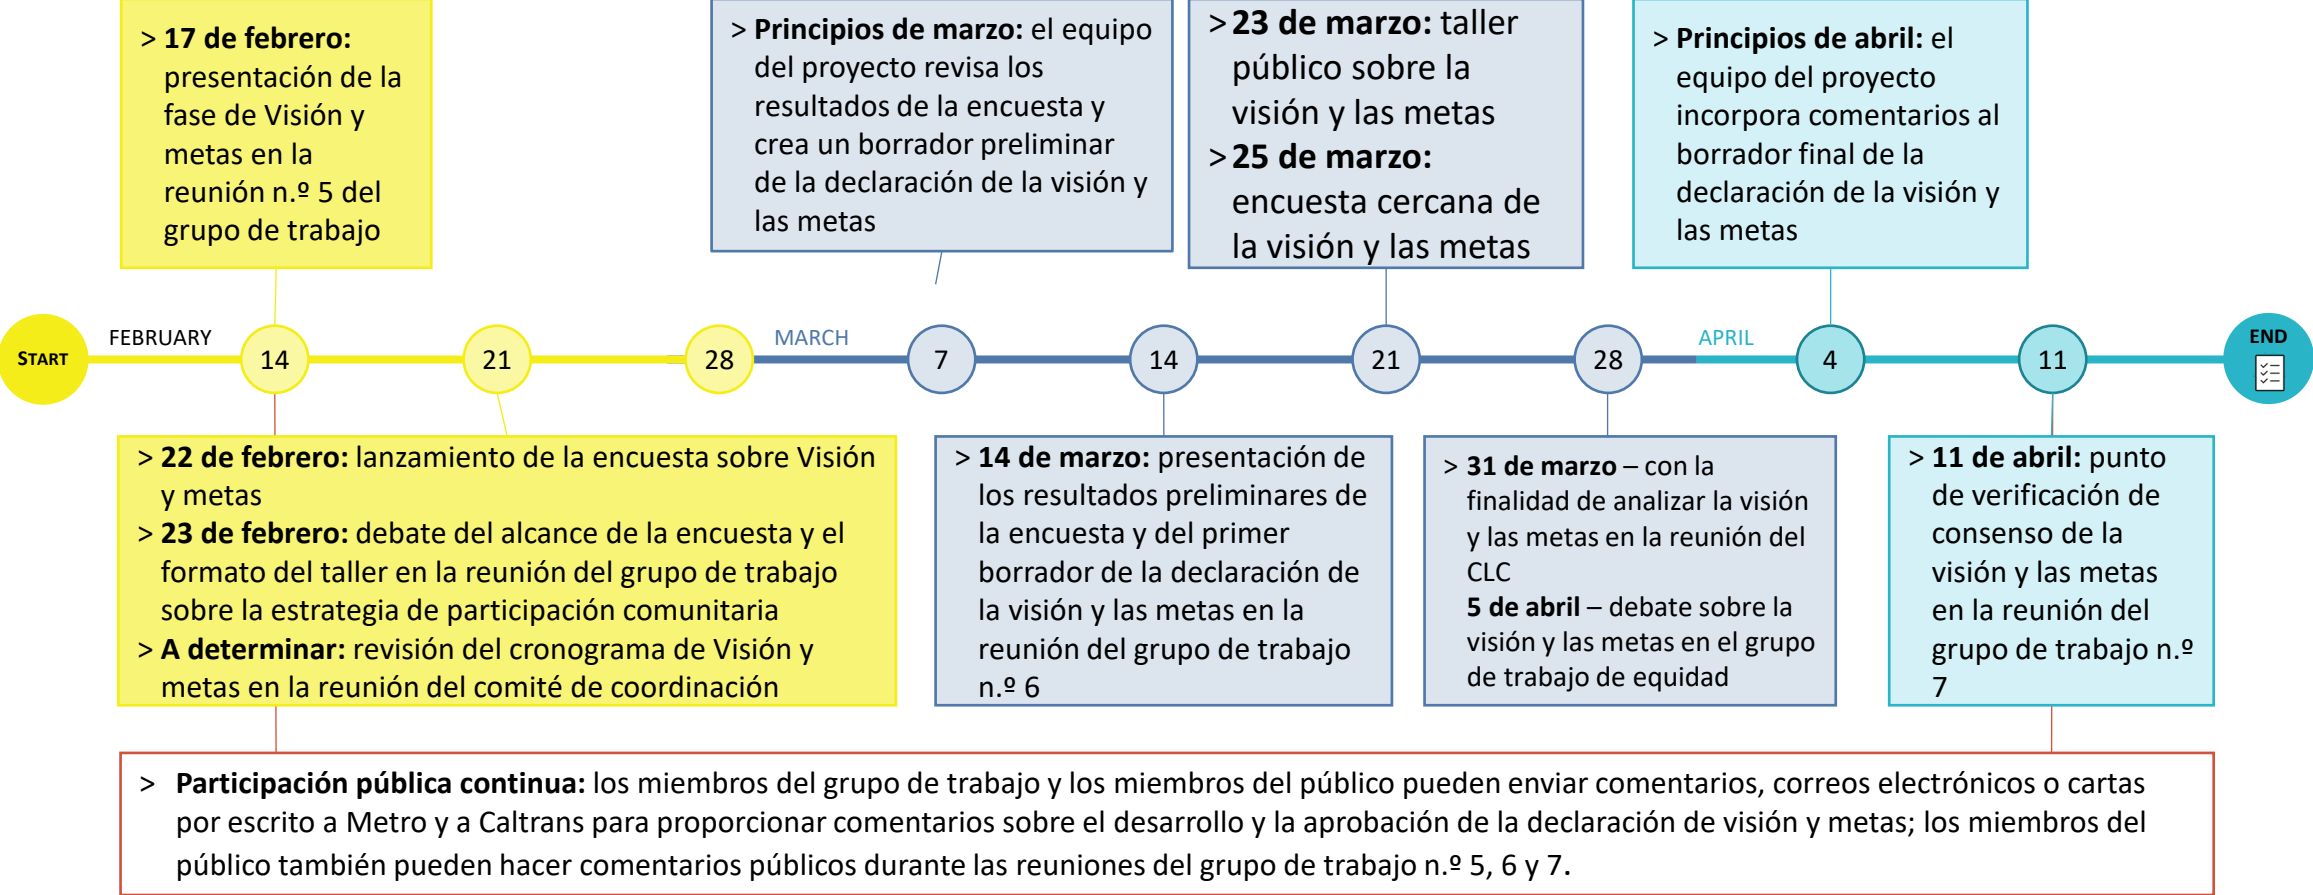 > 17 de febrero:
presentación de la
fase de Visión y
metas en la
reunión n.º 5 del
grupo de trabajo
> Principios de marzo: el equipo
del proyecto revisa los
resultados de la encuesta y
crea un borrador preliminar
de la declaración de la visión y
las metas
> 23 de marzo: taller
público sobre la
visión y las metas
> 25 de marzo:
encuesta cercana de
la visión y las metas
> Principios de abril: el
equipo del proyecto
incorpora comentarios al
borrador final de la
declaración de la visión y
las metas
START
FEBRUARY
14
21
28
MARCH
7
14
21
28
APRIL
4
11
END
> 22 de febrero: lanzamiento de la encuesta sobre Visión
y metas
> 23 de febrero: debate del alcance de la encuesta y el
formato del taller en la reunión del grupo de trabajo
sobre la estrategia de participación comunitaria
> A determinar: revisión del cronograma de Visión y
metas en la reunión del comité de coordinación
> 14 de marzo: presentación de
los resultados preliminares de
la encuesta y del primer
borrador de la declaración de
la visión y las metas en la
reunión del grupo de trabajo
n.º 6
> 31 de marzo – con la
finalidad de analizar la visión
y las metas en la reunión del
CLC
5 de abril – debate sobre la
visión y las metas en el grupo
de trabajo de equidad
> 11 de abril: punto
de verificación de
consenso de la
visión y las metas
en la reunión del
grupo de trabajo n.º
7
> Participación pública continua: los miembros del grupo de trabajo y los miembros del público pueden enviar comentarios, correos electrónicos o cartas
por escrito a Metro y a Caltrans para proporcionar comentarios sobre el desarrollo y la aprobación de la declaración de visión y metas; los miembros del
público también pueden hacer comentarios públicos durante las reuniones del grupo de trabajo n.º 5, 6 y 7.